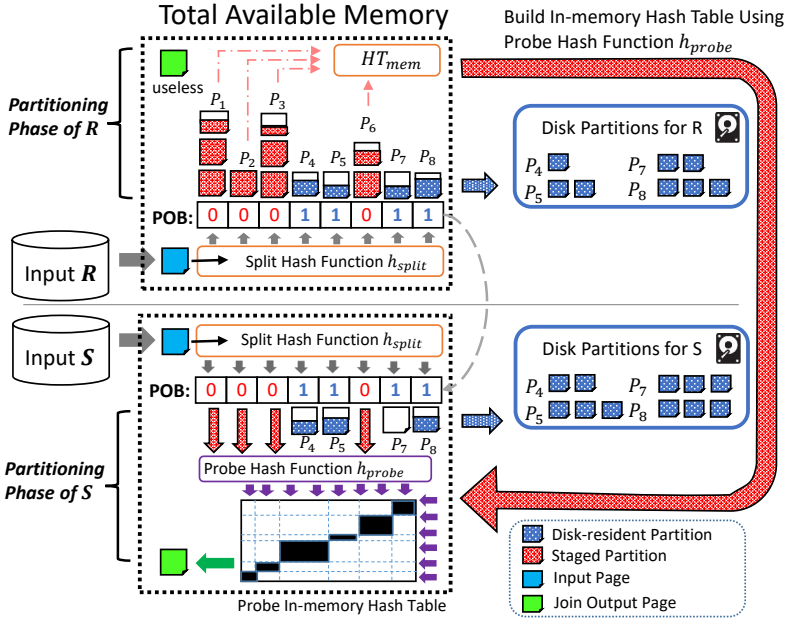 Total Available Memory
Build In-memory Hash Table Using
Probe Hash Function h_probe
useless
HT_mem
Partitioning
Phase of R
P_1
P_2
P_3
P_4
P_5
P_6
P_7
P_8
POB: 0 0 0 1 1 0 1 1
Split Hash Function h_split
Input R
Disk Partitions for R
P_4
P_5
P_7
P_8
Input S
Split Hash Function h_split
POB: 0 0 0 1 1 0 1 1
P_4
P_5
P_7
P_8
Partitioning
Phase of S
Probe Hash Function h_probe
Probe In-memory Hash Table
Disk Partitions for S
P_4
P_5
P_7
P_8
Disk-resident Partition
Staged Partition
Input Page
Join Output Page